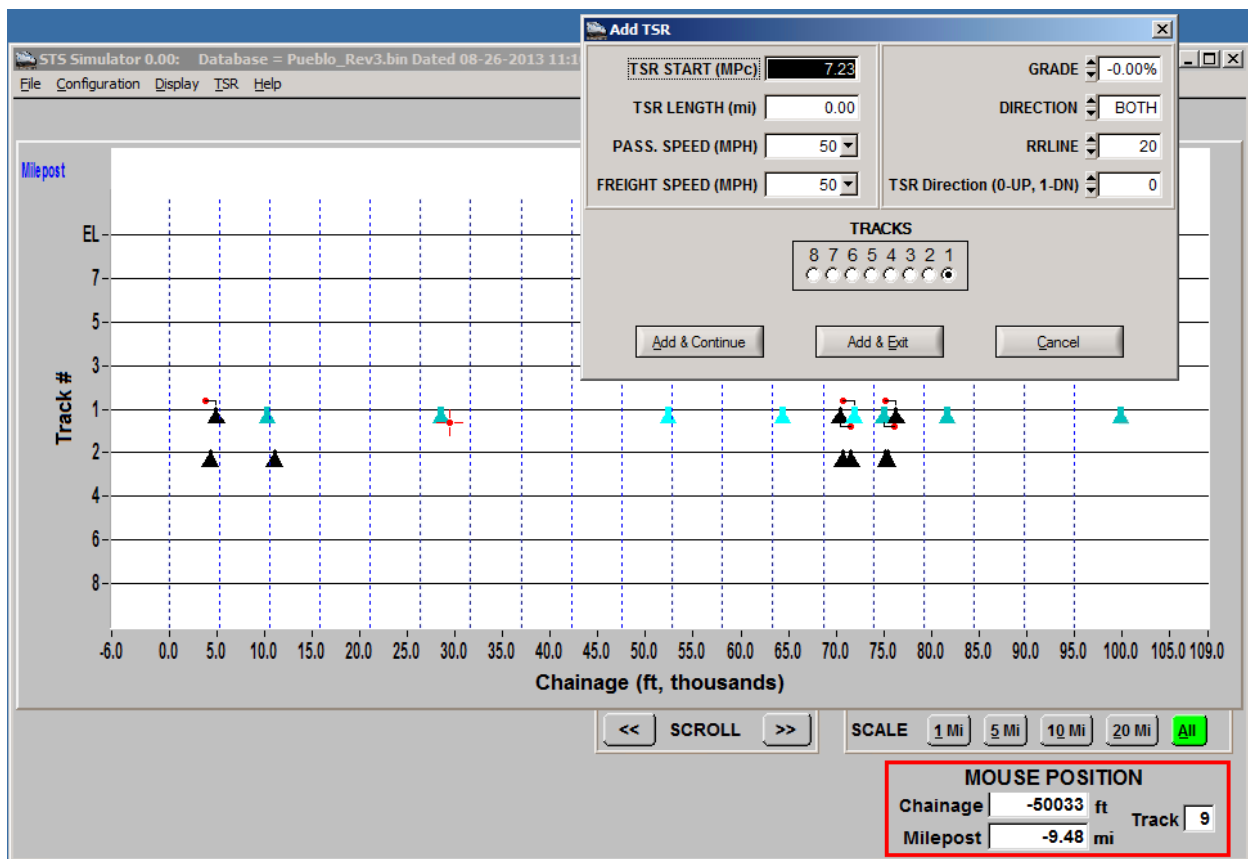 Add TSR
STS Simulator 0.00: Database = Pueblo_Rev3.bin Dated 08-26-2013 11:1
File Configuration Display TSR Help
TSR START (MPc) 7.23
TSR LENGTH (mi) 0.00
PASS. SPEED (MPH) 50
FREIGHT SPEED (MPH) 50
GRADE -0.00%
DIRECTION BOTH
RRLINE 20
TSR Direction (0-UP, 1-DN) 0
TRACKS
8 7 6 5 4 3 2 1
Add & Continue Add & Exit Cancel
Milepost
Track #
EL
7
5
3
1
2
4
6
8
-6.0 0.0 5.0 10.0 15.0 20.0 25.0 30.0 35.0 40.0 45.0 50.0 55.0 60.0 65.0 70.0 75.0 80.0 85.0 90.0 95.0 100.0 105.0 109.0
Chainage (ft, thousands)
<< SCROLL >>
SCALE 1 Mi 5 Mi 10 Mi 20 Mi All
MOUSE POSITION
Chainage -50033 ft
Milepost -9.48 mi
Track 9